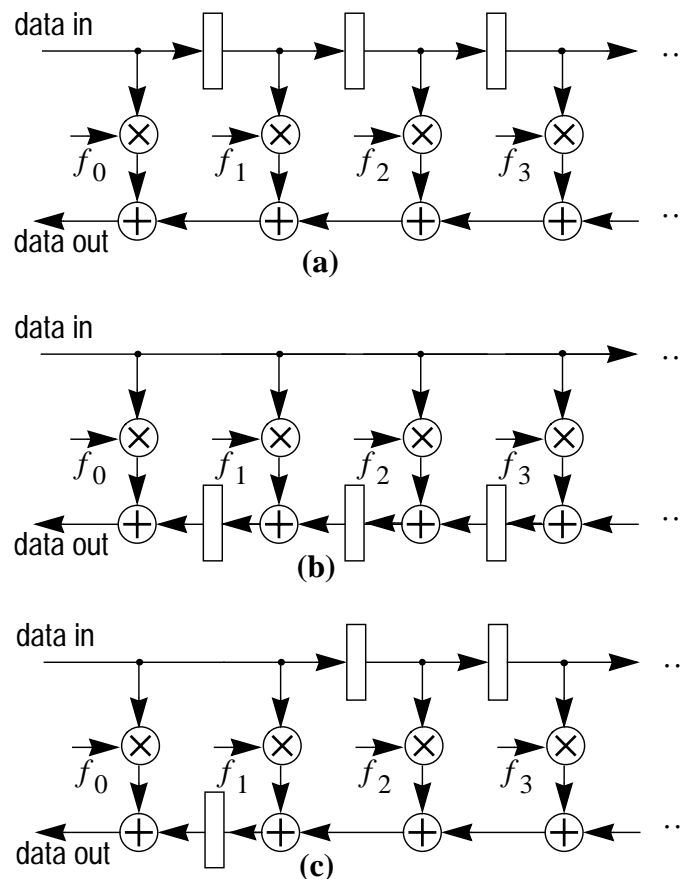 data in
..
f0 f1 f2 f3
data out
..
(a)
data in
..
f0 f1 f2 f3
data out
..
(b)
data in
..
f0 f1 f2 f3
data out
..
(c)